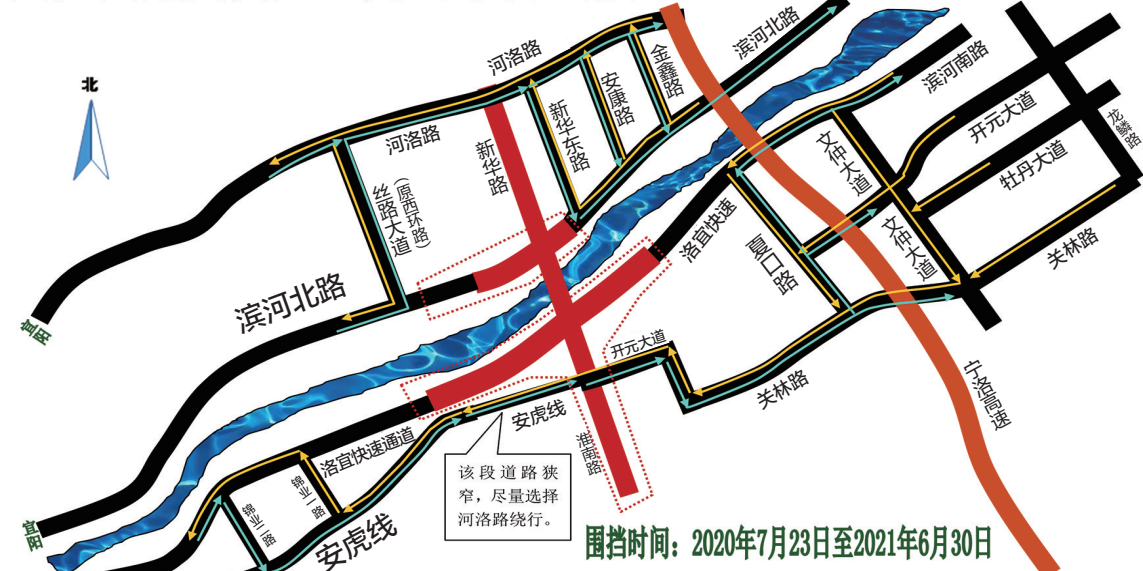 北
河洛路
滨河北路
金鑫路
安康路
新华东路
滨河南路
开元大道
龙鳞路
牡丹大道
文仲大道
河洛路
新华路
丝路大道
（原西环路）
洛宜快速
夏口路
文仲大道
关林路
滨河北路
宜阳
开元大道
关林路
宁洛高速
安虎线
淮南路
洛宜快速通道
该段道路狭
窄，尽量选择
河洛路绕行。
锦业一路
锦业二路
宜阳
安虎线
围挡时间：2020年7月23日至2021年6月30日